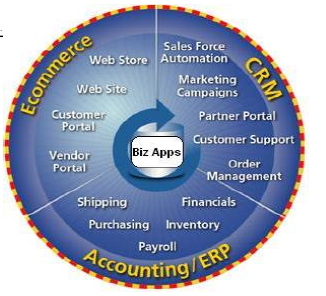 Ecommerce
Web Store
Web Site
Customer
Portal
Vendor
Portal
CRM
Sales Force
Automation
Marketing
Campaigns
Partner Portal
Customer Support
Order
Management
Biz Apps
Shipping
Financials
Purchasing
Inventory
Payroll
Accounting/ERP